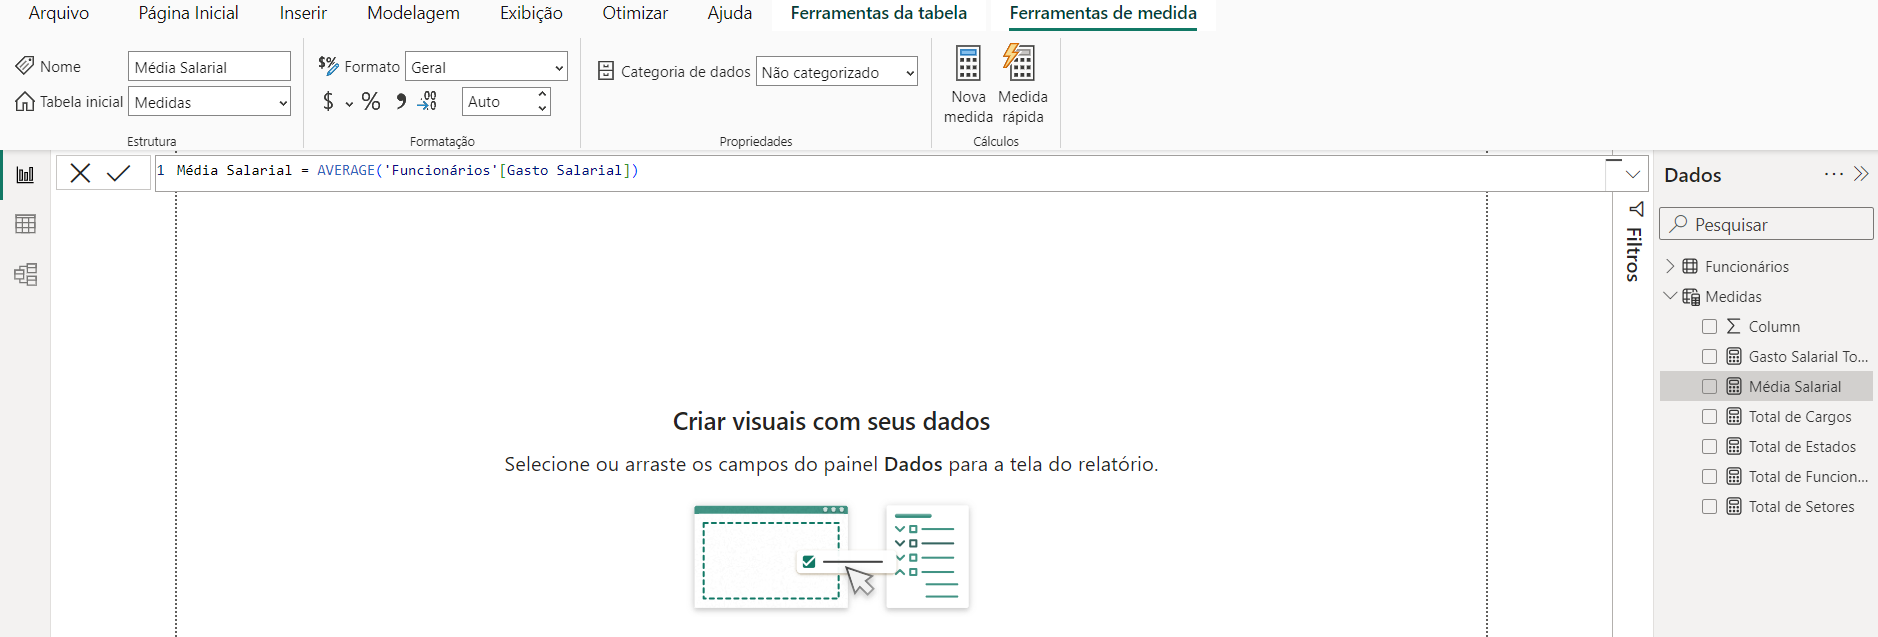 Arquivo Página Inicial Inserir Modelagem Exibição Otimizar Ajuda Ferramentas da tabela Ferramentas de medida
Nome Média Salarial
Tabela inicial Medidas
Estrutura
$% Formato Geral
$ % , .00 Auto
Formatação
Categoria de dados Não categorizado
Propriedades
Nova medida
Medida rápida
Cálculos
1 Média Salarial = AVERAGE('Funcionários'[Gasto Salarial])
Criar visuais com seus dados
Selecione ou arraste os campos do painel Dados para a tela do relatório.
Filtros
Dados
Pesquisar
Funcionários
Medidas
Column
Gasto Salarial To...
Média Salarial
Total de Cargos
Total de Estados
Total de Funcion...
Total de Setores